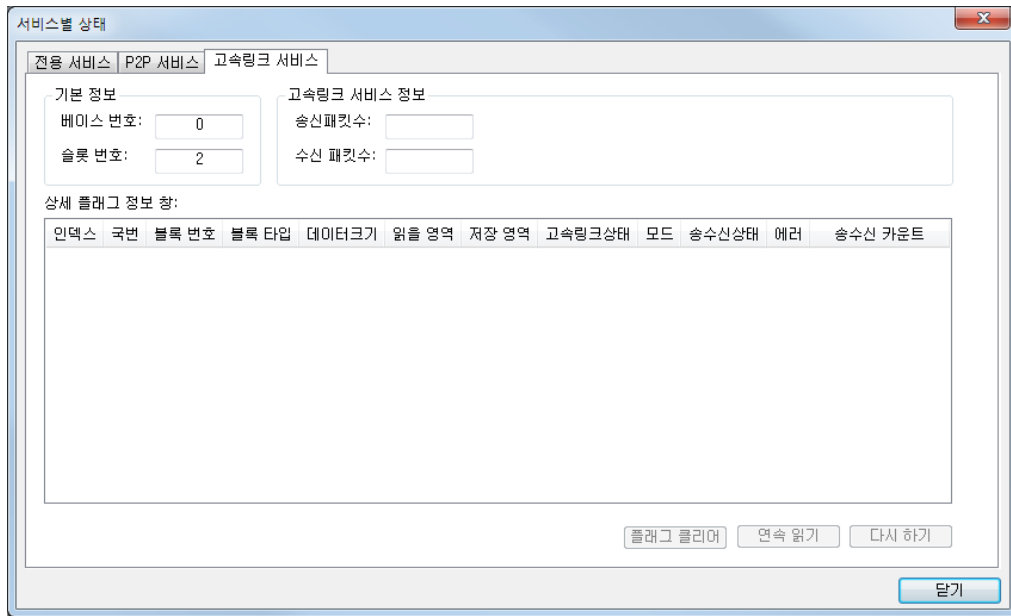 서비스별 상태
전용 서비스 P2P 서비스 고속링크 서비스
기본 정보 고속링크 서비스 정보
베이스 번호: 0 송신패킷수:
슬롯 번호: 2 수신 패킷수:
상세 플래그 정보 창:
인덱스 국번 블록 번호 블록 타입 데이터크기 읽을 영역 저장 영역 고속링크상태 모드 송수신상태 에러 송수신 카운트
플래그 클리어 연속 읽기 다시 하기
닫기